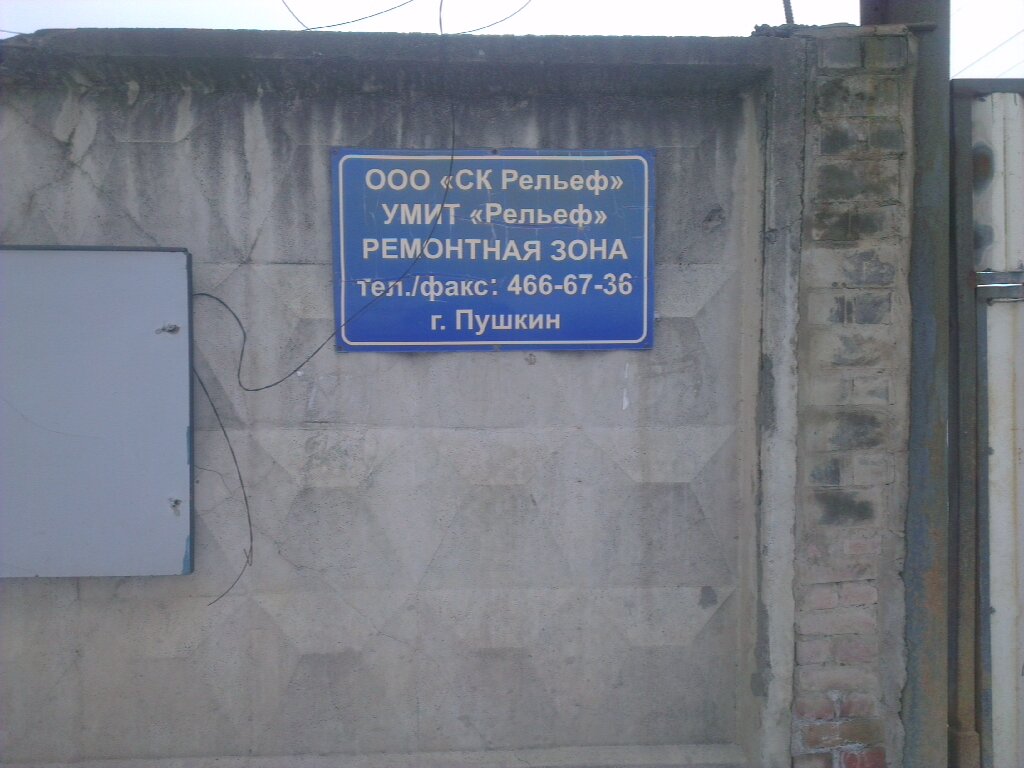 ООО «СК Рельеф»
УМИТ «Рельеф»
РЕМОНТНАЯ ЗОНА
тел./факс: 466-67-36
г. Пушкин